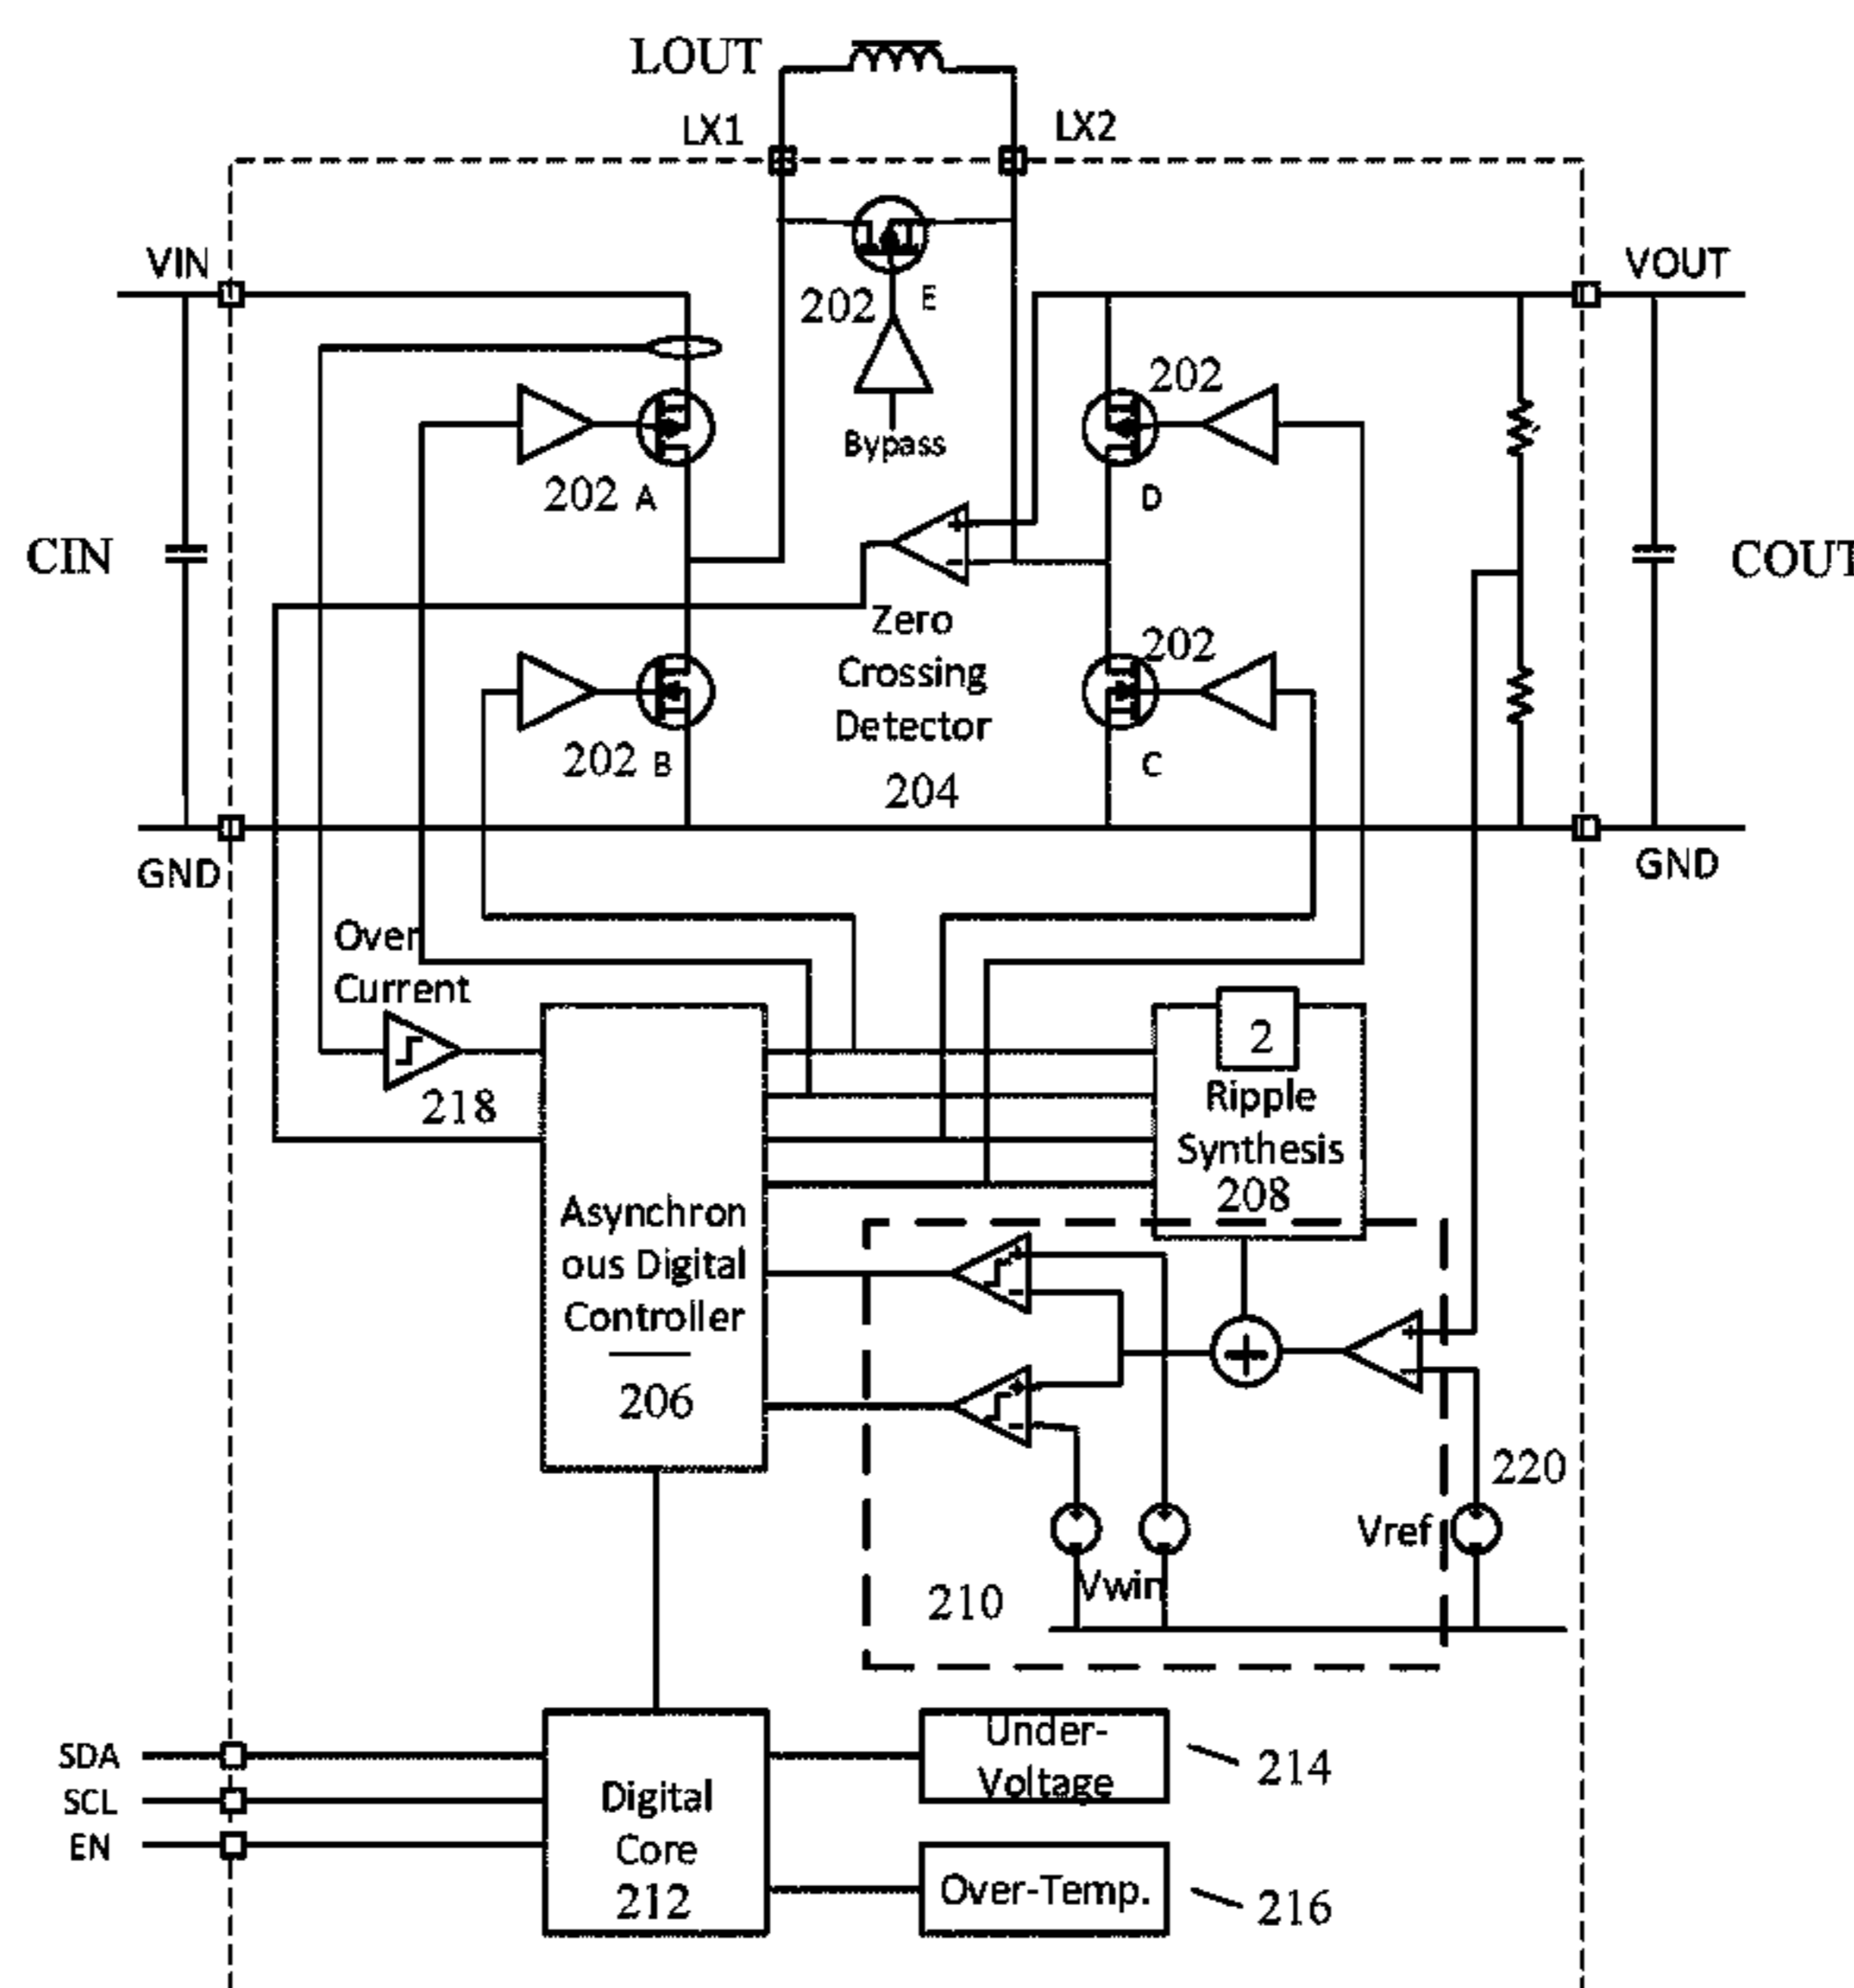 LOUT
LX1
LX2
VIN
VOUT
202 E
202
Bypass
202 A
D
CIN
COUT
Zero
Crossing
Detector
204
202
202 B
C
GND
GND
Over
Current
218
2
Ripple
Synthesis
208
Asynchron
ous Digital
Controller
206
220
Vref
Vwin
210
SDA
SCL
EN
Digital
Core
212
Under-
Voltage
214
Over-Temp.
216